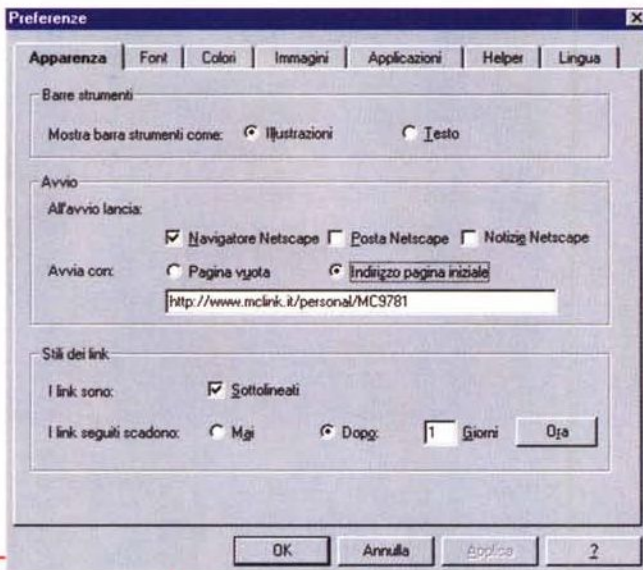 Preferenze
Apparenza Font Colori Immagini Applicazioni Helper Lingua
Barre strumenti
Mostra barra strumenti come: Illustrazioni Testo
Avvio
All'avvio lancia:
Navigatore Netscape Posta Netscape Notizie Netscape
Avvia con: Pagina vuota Indirizzo pagina iniziale
http://www.mclink.it/personal/MC9781
Stili dei link
I link sono: Sottolineati
I link seguiti scadono: Mai Dopo: 1 Giorni Ora
OK Annulla Applica ?